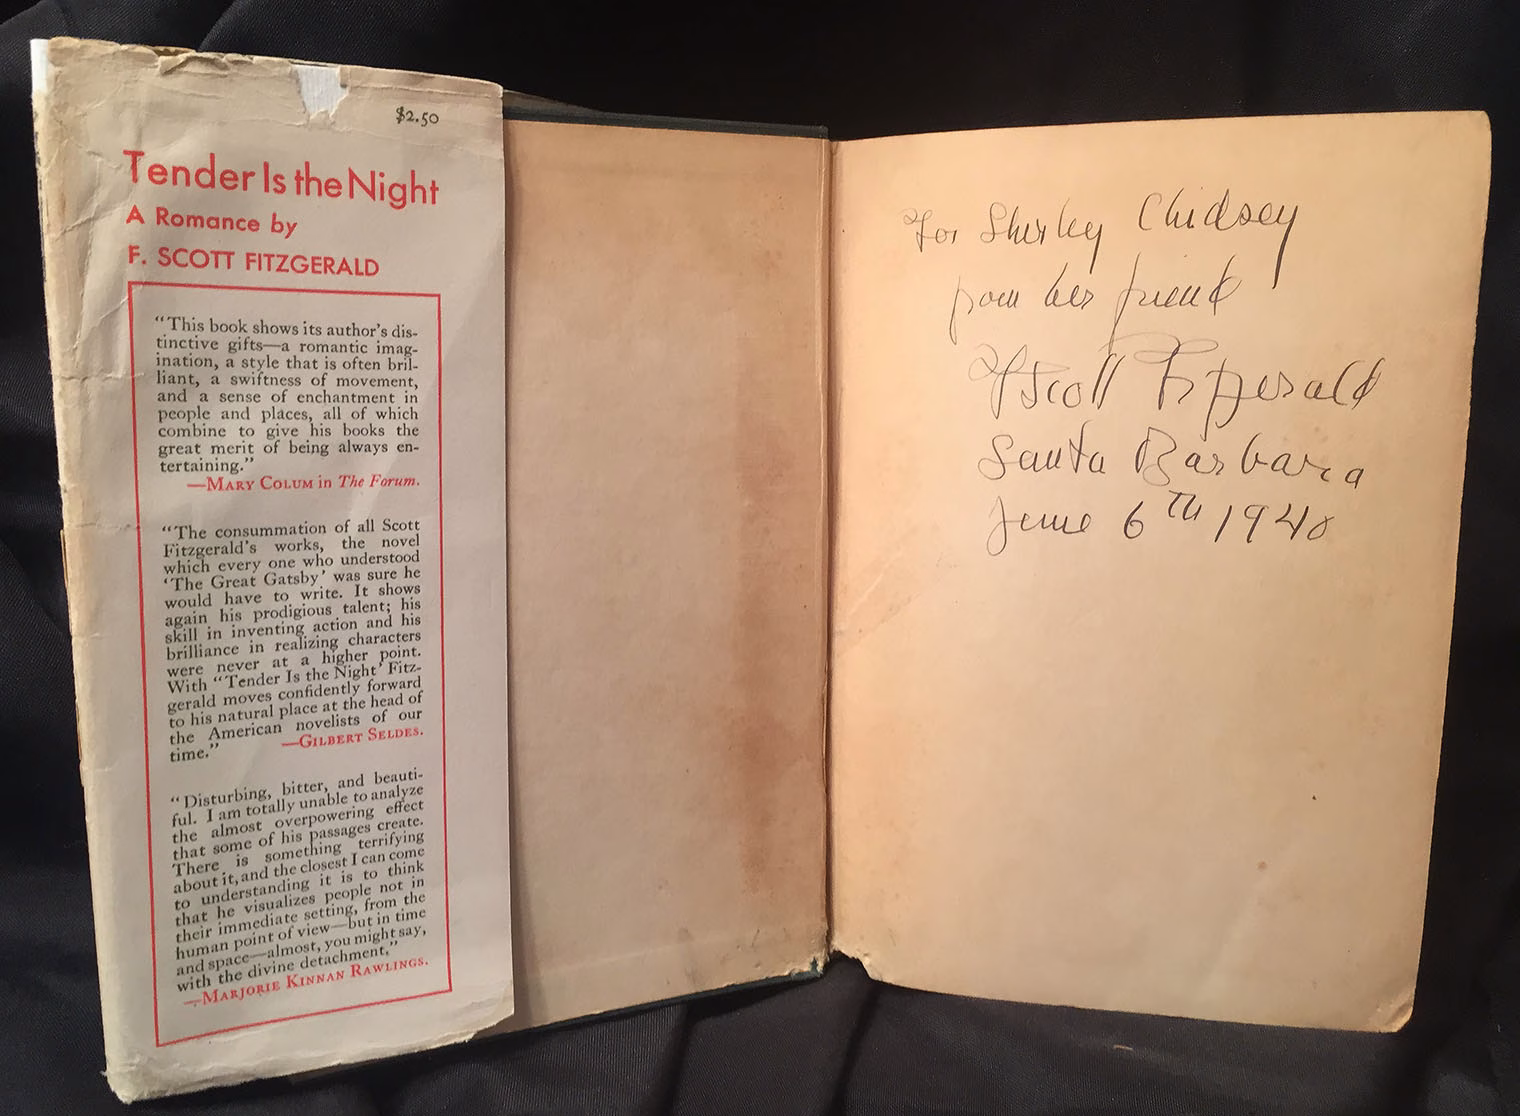 $2.50
Tender Is the Night
A Romance by
F. SCOTT FITZGERALD
“This book shows its author’s dis-
tinctive gifts—a romantic imag-
ination, a style that is often bril-
liant, a swiftness of movement,
and a sense of enchantment in
people and places, all of which
combine to give his books the
great merit of being always en-
tertaining.”
—MARY COLUM in The Forum.
“The consummation of all Scott
Fitzgerald’s works, the novel
which every one who understood
‘The Great Gatsby’ was sure he
would have to write. It shows
again his prodigious talent; his
skill in inventing action and his
brilliance in realizing characters
were never at a higher point.
With “Tender Is the Night’ Fitz-
gerald moves confidently forward
to his natural place at the head of
the American novelists of our
time.” —GILBERT SELDES.
“Disturbing, bitter, and beauti-
ful. I am totally unable to analyze
the almost overpowering effect
that some of his passages create.
There is something terrifying
about it, and the closest I can come
to understanding it is to think
that he visualizes people not in
their immediate setting, from the
human point of view—but in time
and space—almost, you might say,
with the divine detachment.”
—MARJORIE KINNAN RAWLINGS.
For Shirley Chidsey
from her friend
F Scott Fitzgerald
Santa Barbara
June 6th 1940